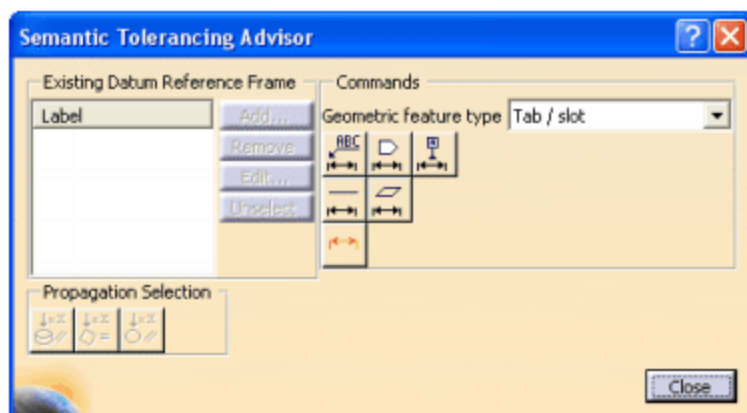 Semantic Tolerancing Advisor
Existing Datum Reference Frame
Label
Add...
Remove
Edit...
Unselect
Commands
Geometric feature type Tab / slot
ABC
Propagation Selection
Close